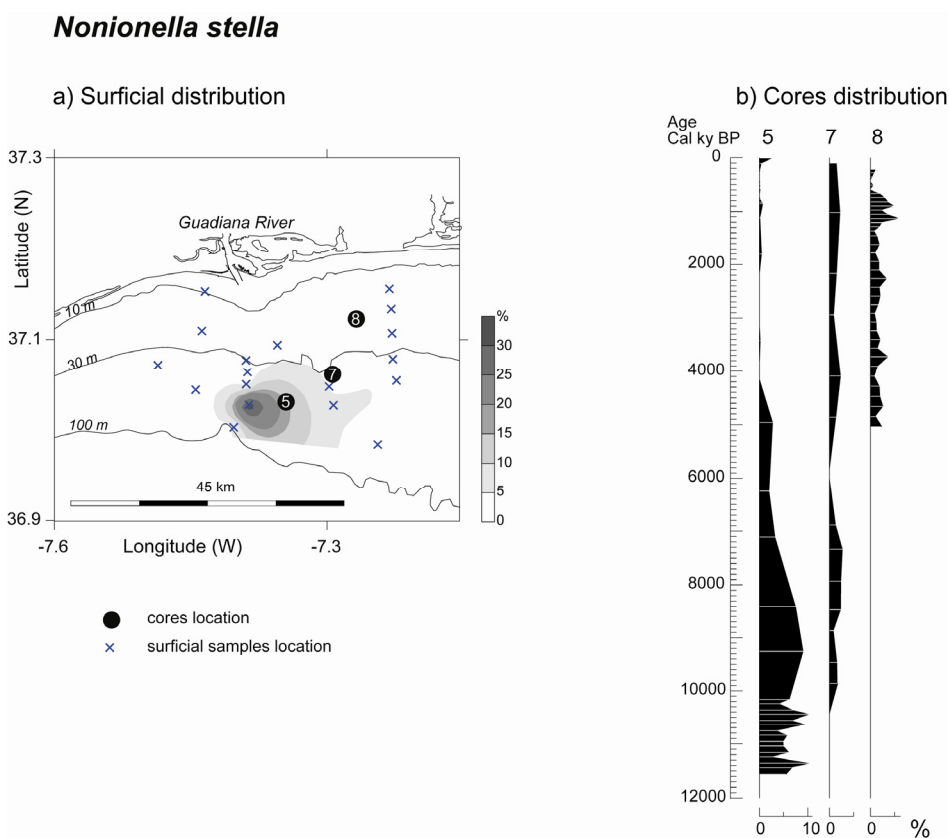 Nonionella stella
a) Surficial distribution
b) Cores distribution
Age
Cal ky BP
5 7 8
37.3
37.1
36.9
Latitude (N)
Guadiana River
10 m
30 m
100 m
8
7
5
45 km
-7.6
Longitude (W)
-7.3
%
30
25
20
15
10
5
0
cores location
surficial samples location
0
2000
4000
6000
8000
10000
12000
0 10 0 0 %